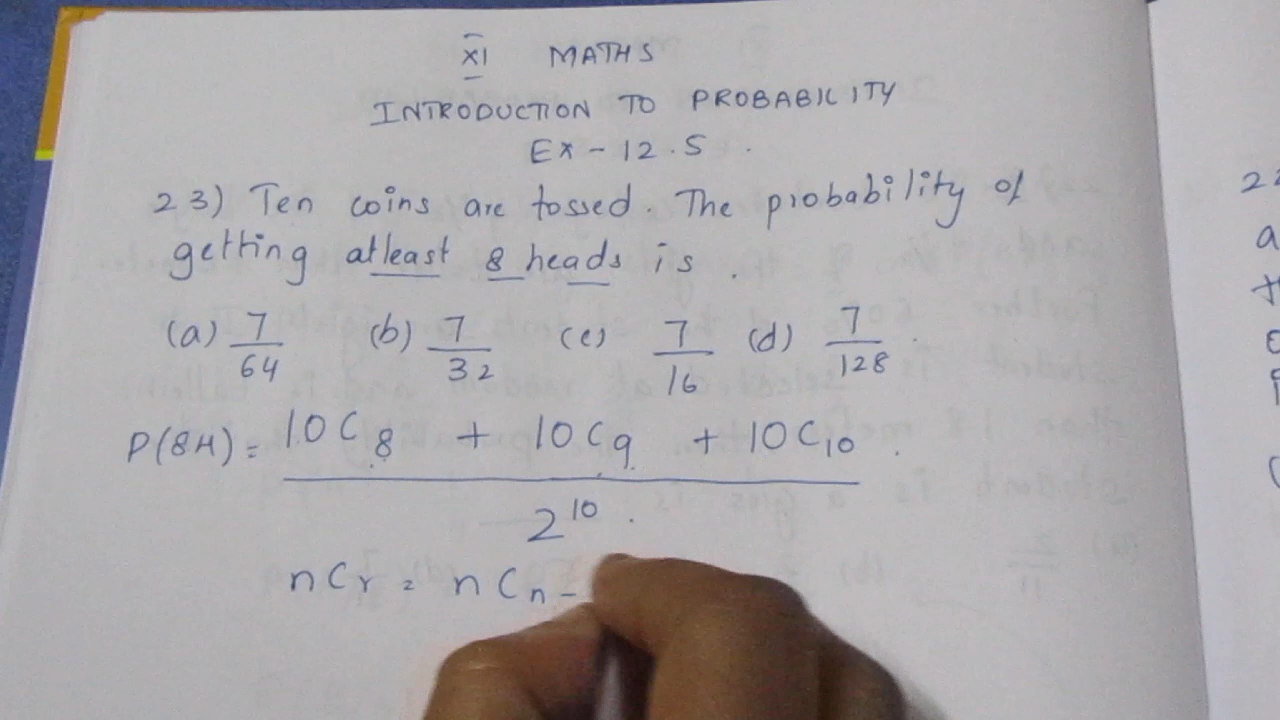 XI MATHS
INTRODUCTION TO PROBABILITY
Ex - 12.5.
23) Ten coins are tossed. The probability of
getting atleast 8 heads is.
(a) 7/64 (b) 7/32 (c) 7/16 (d) 7/128.
P(8H) = 10C8 + 10C9 + 10C10.
2^10.
nCr = nCn -